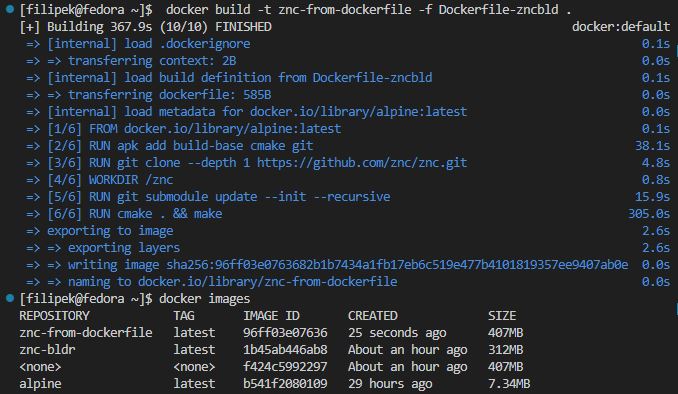 [filipek@fedora ~]$  docker build -t znc-from-dockerfile -f Dockerfile-zncbld .
[+] Building 367.9s (10/10) FINISHED docker:default
=> [internal] load .dockerignore 0.1s
=> => transferring context: 2B 0.0s
=> [internal] load build definition from Dockerfile-zncbld 0.1s
=> => transferring dockerfile: 585B 0.0s
=> [internal] load metadata for docker.io/library/alpine:latest 0.0s
=> [1/6] FROM docker.io/library/alpine:latest 0.1s
=> [2/6] RUN apk add build-base cmake git 38.1s
=> [3/6] RUN git clone --depth 1 https://github.com/znc/znc.git 4.8s
=> [4/6] WORKDIR /znc 0.8s
=> [5/6] RUN git submodule update --init --recursive 15.9s
=> [6/6] RUN cmake . && make 305.0s
=> exporting to image 2.6s
=> => exporting layers 2.6s
=> => writing image sha256:96ff03e0763682b1b7434a1fb17eb6c519e477b4101819357ee9407ab0e 0.0s
=> => naming to docker.io/library/znc-from-dockerfile 0.0s
[filipek@fedora ~]$ docker images
REPOSITORY TAG IMAGE ID CREATED SIZE
znc-from-dockerfile latest 96ff03e07636 25 seconds ago 407MB
znc-bldr latest 1b45ab446ab8 About an hour ago 312MB
<none> <none> f424c5992297 About an hour ago 407MB
alpine latest b541f2080109 29 hours ago 7.34MB